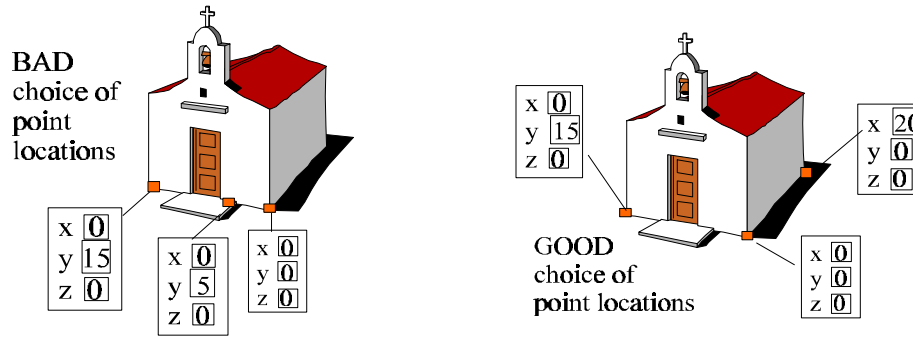 BAD
choice of
point
locations
x 0
y 15
z 0
x 0
y 5
z 0
x 0
y 0
z 0
x 0
y 15
z 0
x 20
y 0
z 0
x 0
y 0
z 0
GOOD
choice of
point locations